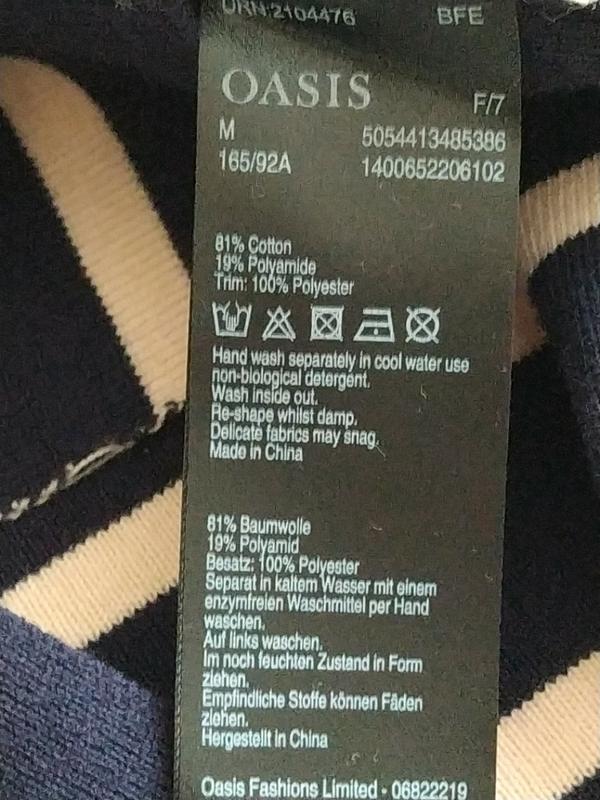 URN:2104476 BFE
OASIS F/7
M 5054413485386
165/92A 1400652206102
81% Cotton
19% Polyamide
Trim: 100% Polyester
Hand wash separately in cool water use
non-biological detergent.
Wash inside out.
Re-shape whilst damp.
Delicate fabrics may snag.
Made in China
81% Baumwolle
19% Polyamid
Besatz: 100% Polyester
Separat in kaltem Wasser mit einem
enzymfreien Waschmittel per Hand
waschen.
Auf links waschen.
Im noch feuchten Zustand in Form
ziehen.
Empfindliche Stoffe können Fäden
ziehen.
Hergestellt in China
Oasis Fashions Limited - 06822219